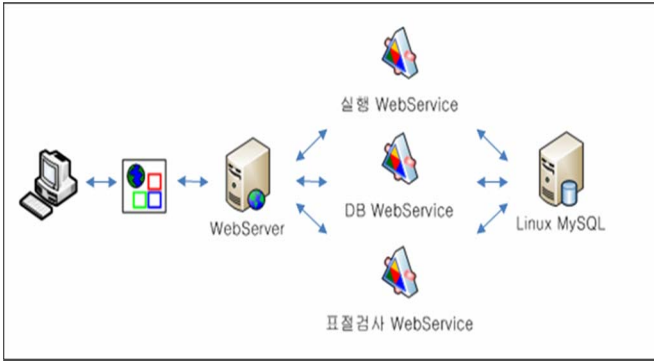 실행 WebService
WebServer
DB WebService
Linux MySQL
표절검사 WebService